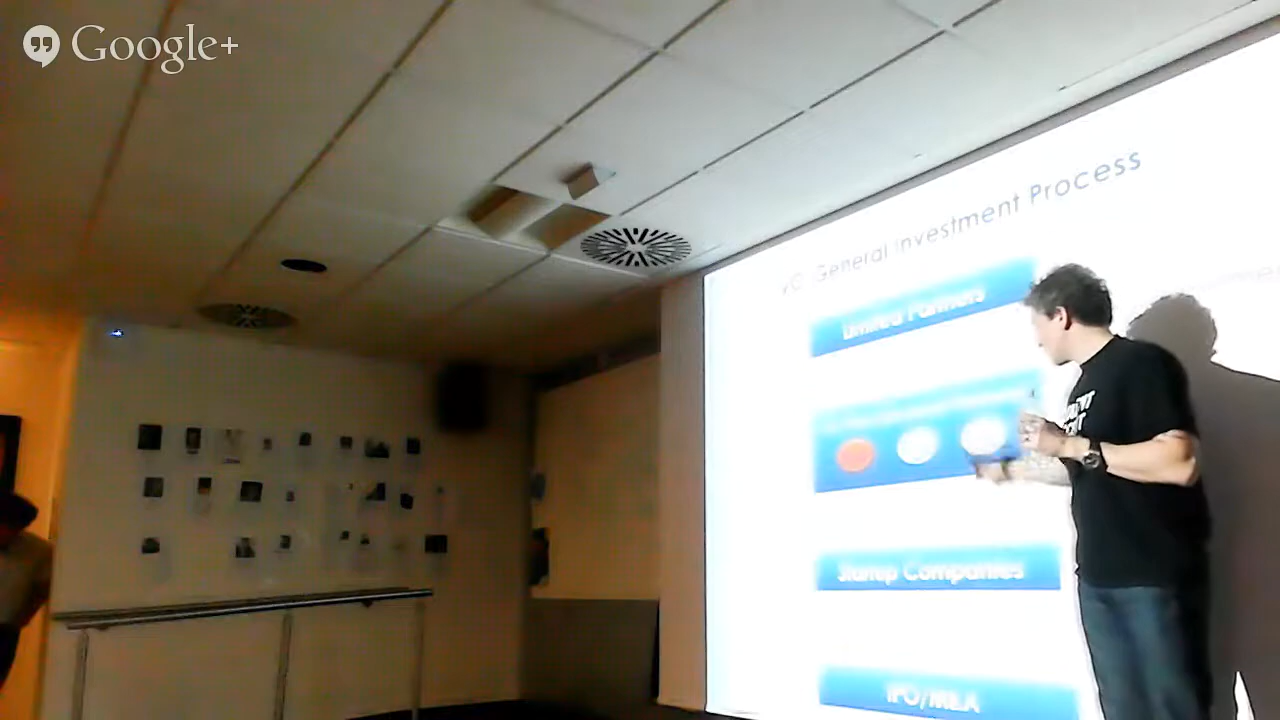 Google+
VC General Investment Process
Limited Partners
Startup Companies
IPO/M&A